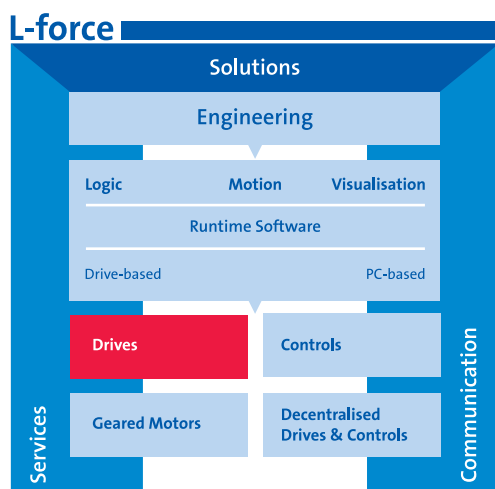 L-force
Solutions
Engineering
Logic
Motion
Visualisation
Runtime Software
Drive-based
PC-based
Drives
Controls
Geared Motors
Decentralised
Drives & Controls
Services
Communication